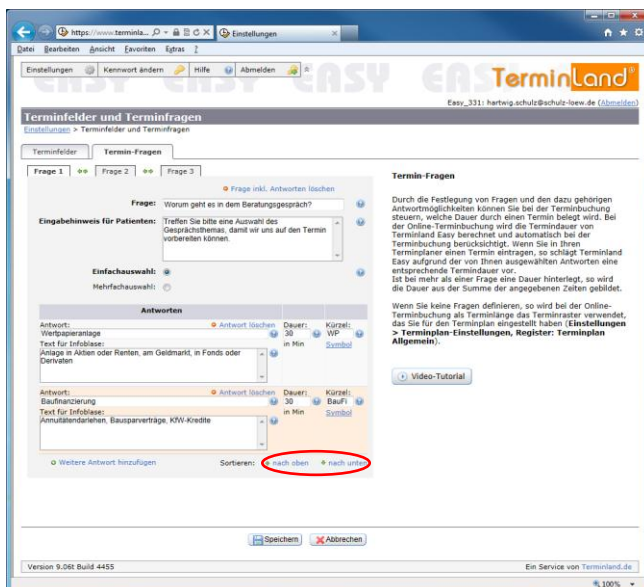 https://www.terminla...
Einstellungen
Datei Bearbeiten Ansicht Favoriten Extras ?
Einstellungen Kennwort ändern Hilfe Abmelden
EASY EASY EASY EASY
TerminLand®
Easy_331: hartwig.schulz@schulz-loew.de (Abmelden)
Terminfelder und Terminfragen
Einstellungen > Terminfelder und Terminfragen
Terminfelder Termin-Fragen
Frage 1 Frage 2 Frage 3
Frage inkl. Antworten löschen
Frage: Worum geht es in dem Beratungsgespräch?
Eingabehinweis für Patienten: Treffen Sie bitte eine Auswahl des
Gesprächsthemas, damit wir uns auf den Termin
vorbereiten können.
Einfachauswahl:
Mehrfachauswahl:
Antworten
Antwort: Antwort löschen Dauer: Kürzel:
Wertpapieranlage 30 WP
Text für Infoblase: in Min Symbol
Anlage in Aktien oder Renten, am Geldmarkt, in Fonds oder
Derivaten
Antwort: Antwort löschen Dauer: Kürzel:
Baufinanzierung 30 BauFi
Text für Infoblase: in Min Symbol
Annuitätendarlehen, Bausparverträge, KfW-Kredite
Weitere Antwort hinzufügen Sortieren: nach oben nach unten
Termin-Fragen
Durch die Festlegung von Fragen und den dazu gehörigen
Antwortmöglichkeiten können Sie bei der Terminbuchung
steuern, welche Dauer durch einen Termin belegt wird. Bei
der Online-Terminbuchung wird die Termindauer von
Terminland Easy berechnet und automatisch bei der
Terminbuchung berücksichtigt. Wenn Sie in Ihren
Terminplaner einen Termin eintragen, so schlägt Terminland
Easy aufgrund der von Ihnen ausgewählten Antworten eine
entsprechende Termindauer vor.
Ist bei mehr als einer Frage eine Dauer hinterlegt, so wird
die Dauer aus der Summe der angegebenen Zeiten gebildet.
Wenn Sie keine Fragen definieren, so wird bei der Online-
Terminbuchung als Terminlänge das Terminraster verwendet,
das Sie für den Terminplan eingestellt haben (Einstellungen
> Terminplan-Einstellungen, Register: Terminplan
Allgemein).
Video-Tutorial
Speichern Abbrechen
Version 9.06t Build 4455 Ein Service von Terminland.de
100%